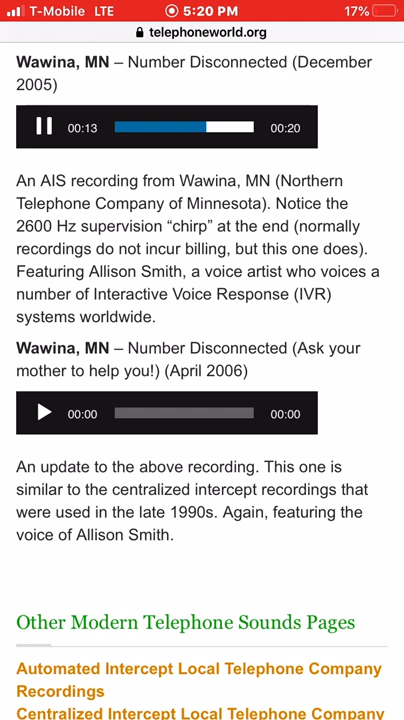 T-Mobile LTE 5:20 PM 17%
telephoneworld.org
Wawina, MN – Number Disconnected (December
2005)
00:13 00:20
An AIS recording from Wawina, MN (Northern
Telephone Company of Minnesota). Notice the
2600 Hz supervision “chirp” at the end (normally
recordings do not incur billing, but this one does).
Featuring Allison Smith, a voice artist who voices a
number of Interactive Voice Response (IVR)
systems worldwide.
Wawina, MN – Number Disconnected (Ask your
mother to help you!) (April 2006)
00:00 00:00
An update to the above recording. This one is
similar to the centralized intercept recordings that
were used in the late 1990s. Again, featuring the
voice of Allison Smith.
Other Modern Telephone Sounds Pages
Automated Intercept Local Telephone Company
Recordings
Centralized Intercept Local Telephone Company